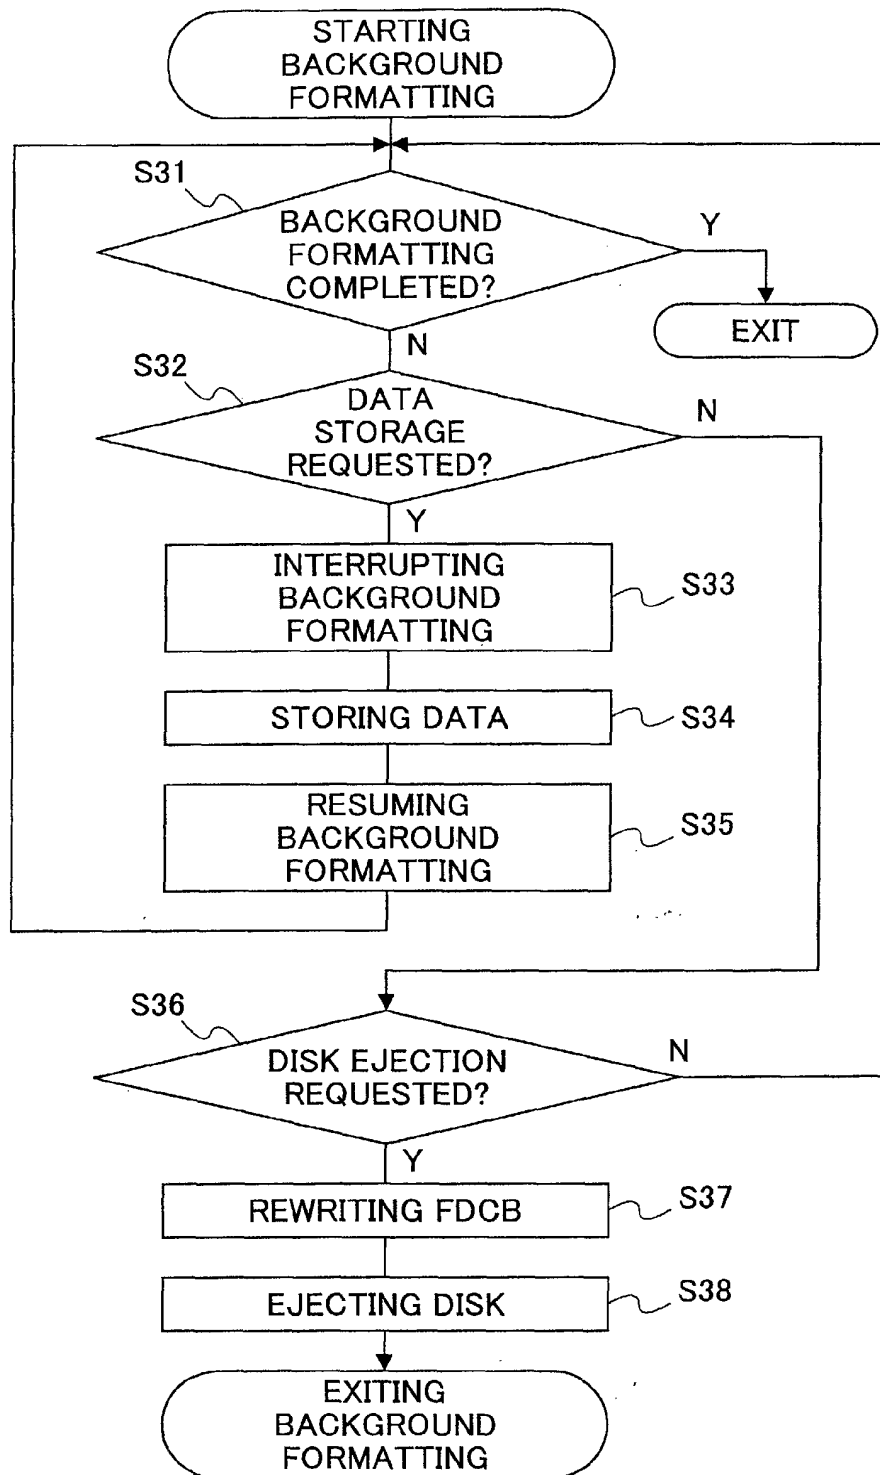 STARTING
BACKGROUND
FORMATTING
S31
BACKGROUND
FORMATTING
COMPLETED?
Y
EXIT
N
S32
DATA
STORAGE
REQUESTED?
N
Y
INTERRUPTING
BACKGROUND
FORMATTING
S33
STORING DATA
S34
RESUMING
BACKGROUND
FORMATTING
S35
S36
DISK EJECTION
REQUESTED?
N
Y
REWRITING FDCB
S37
EJECTING DISK
S38
EXITING
BACKGROUND
FORMATTING